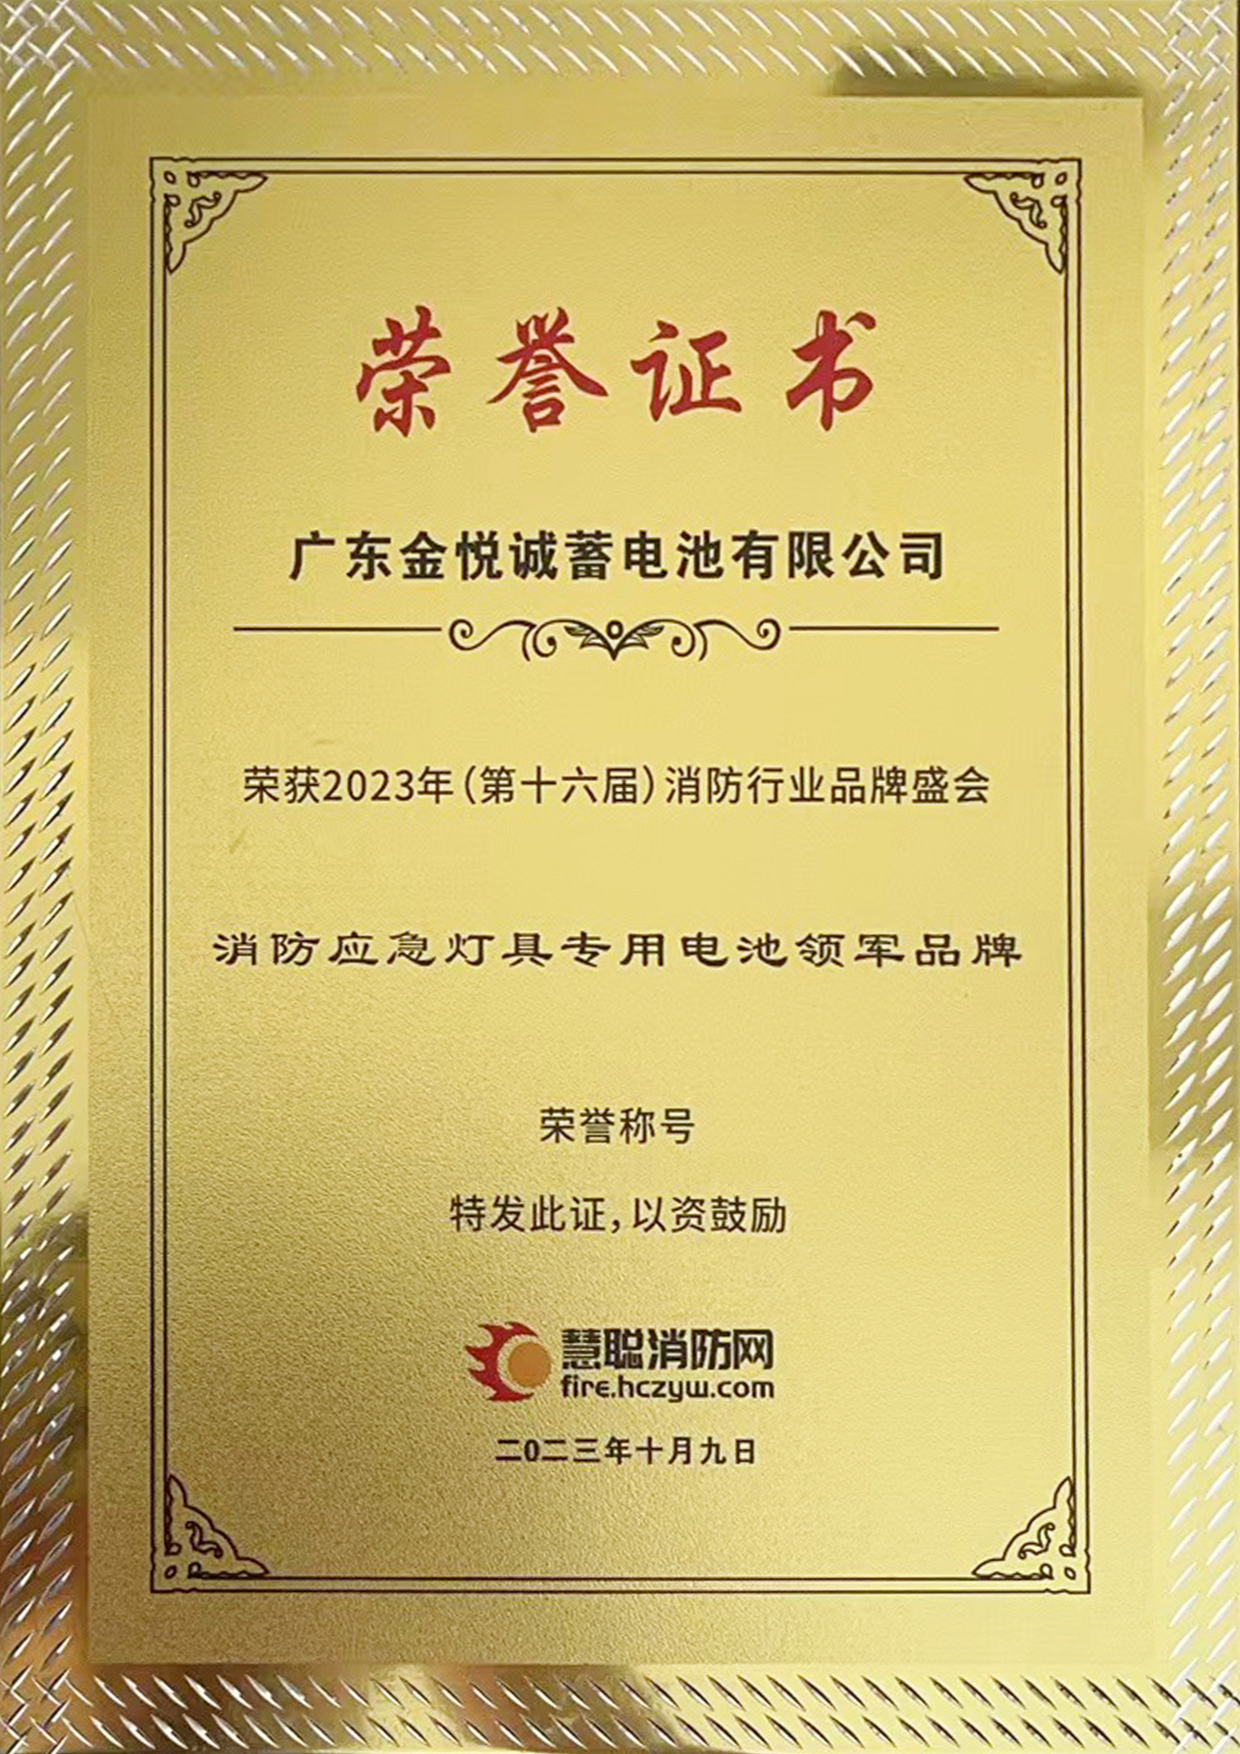 荣誉证书
广东金悦诚蓄电池有限公司
荣获2023年(第十六届)消防行业品牌盛会
消防应急灯具专用电池领军品牌
荣誉称号
特发此证,以资鼓励
慧聪消防网
fire.hczyw.com
二0二三年十月九日